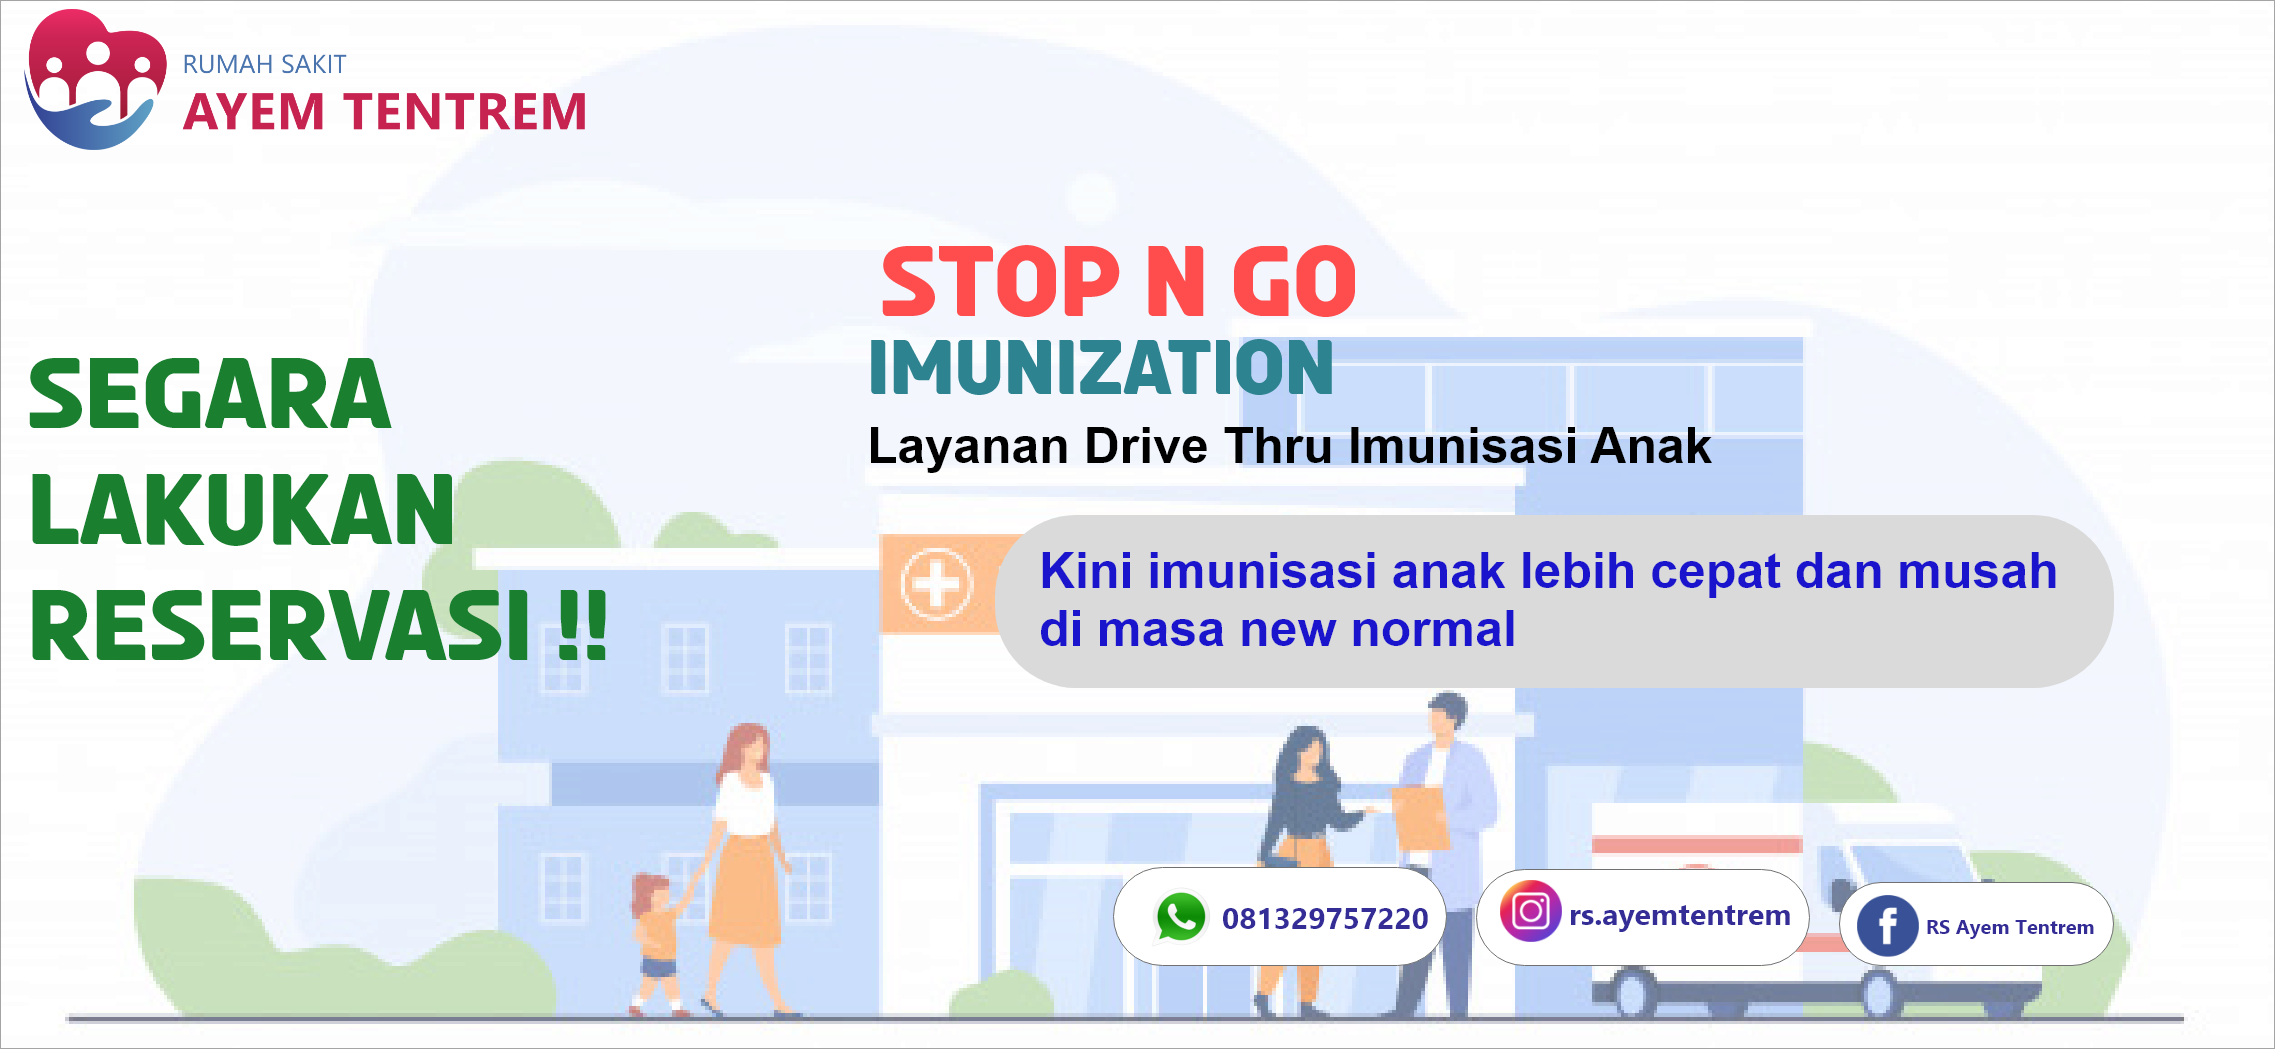 RUMAH SAKIT
AYEM TENTREM
STOP N GO
IMUNIZATION
Layanan Drive Thru Imunisasi Anak
SEGARA
LAKUKAN
RESERVASI !!
Kini imunisasi anak lebih cepat dan musah
di masa new normal
081329757220
rs.ayemtentrem
RS Ayem Tentrem